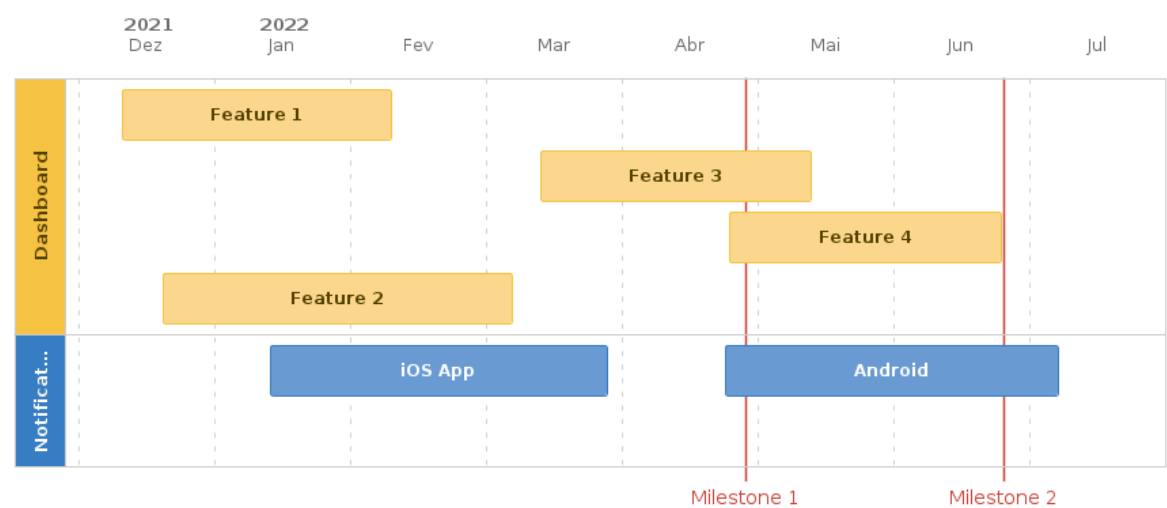 2021
2022
Dez
Jan
Fev
Mar
Abr
Mai
Jun
Jul
Dashboard
Feature 1
Feature 3
Feature 4
Feature 2
Notificat...
iOS App
Android
Milestone 1
Milestone 2